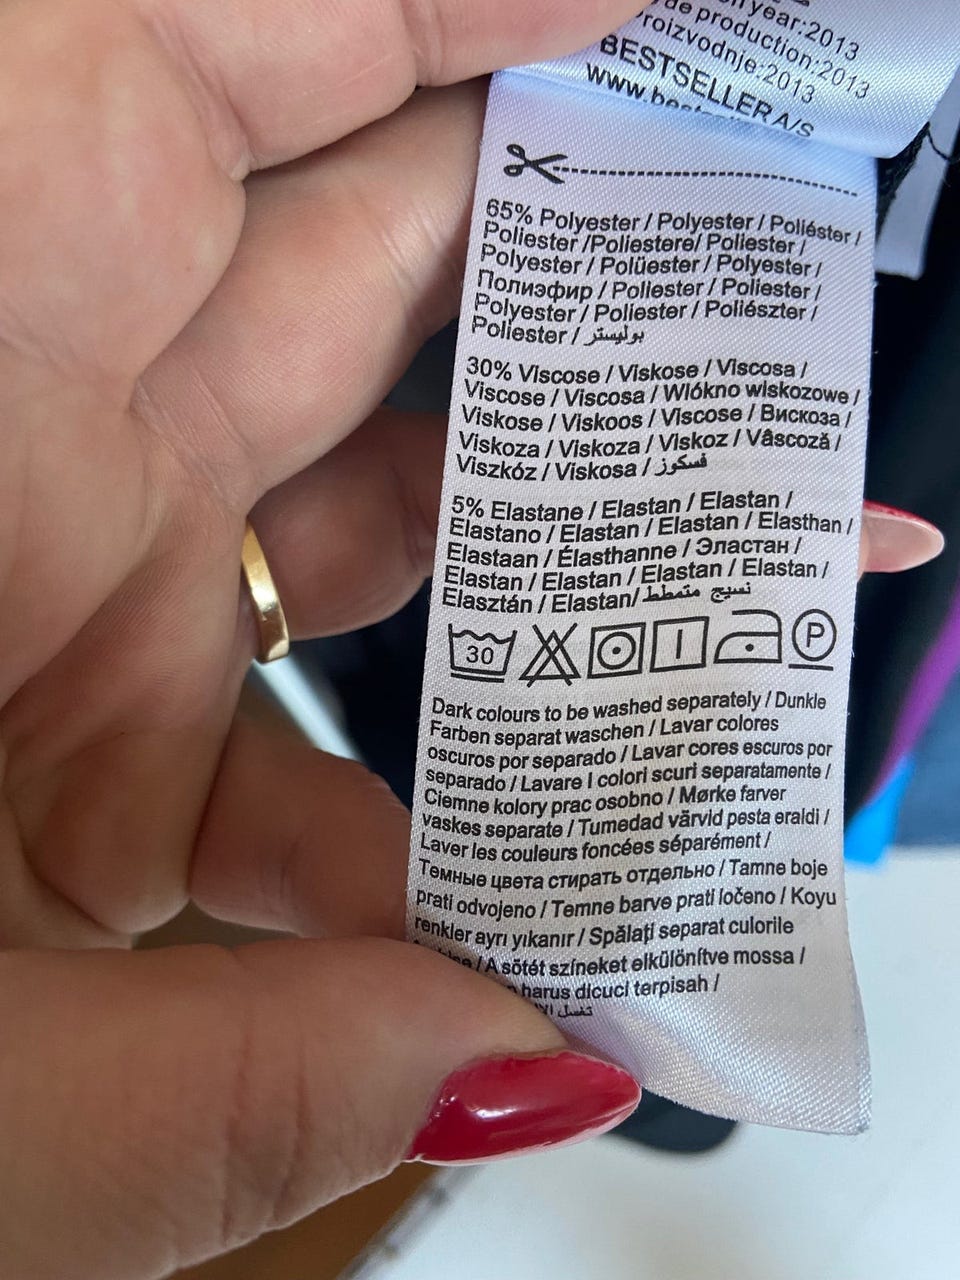 year:2013
de production:2013
roizvodnje:2013
BESTSELLER A/S
65% Polyester / Polyester / Poliéster /
Poliester /Poliestere/ Poliester /
Polyester / Polüester / Polyester /
Полиэфир / Poliester / Poliester /
Polyester / Poliester / Poliészter /
Poliester / بوليستر
30% Viscose / Viskose / Viscosa /
Viscose / Viscosa / Wlókno wiskozowe /
Viskose / Viskoos / Viscose / Вискоза /
Viskoza / Viskoza / Viskoz / Vâscoză /
Viszkóz / Viskosa / فسكوز
5% Elastane / Elastan / Elastan /
Elastano / Elastan / Elastan / Elasthan /
Elastaan / Élasthanne / Эластан /
Elastan / Elastan / Elastan / Elastan /
Elasztán / Elastan/ نسيج متمطط
30 P
Dark colours to be washed separately / Dunkle
Farben separat waschen / Lavar colores
oscuros por separado / Lavar cores escuros por
separado / Lavare I colori scuri separatamente /
Ciemne kolory prac osobno / Mørke farver
vaskes separate / Tumedad värvid pesta eraldi /
Laver les couleurs foncées séparément /
Темные цвета стирать отдельно / Tamne boje
prati odvojeno / Temne barve prati ločeno / Koyu
renkler ayrı yıkanır / Spălați separat culorile
/ A sötét színeket elkülönítve mossa /
harus dicuci terpisah /
تفسل